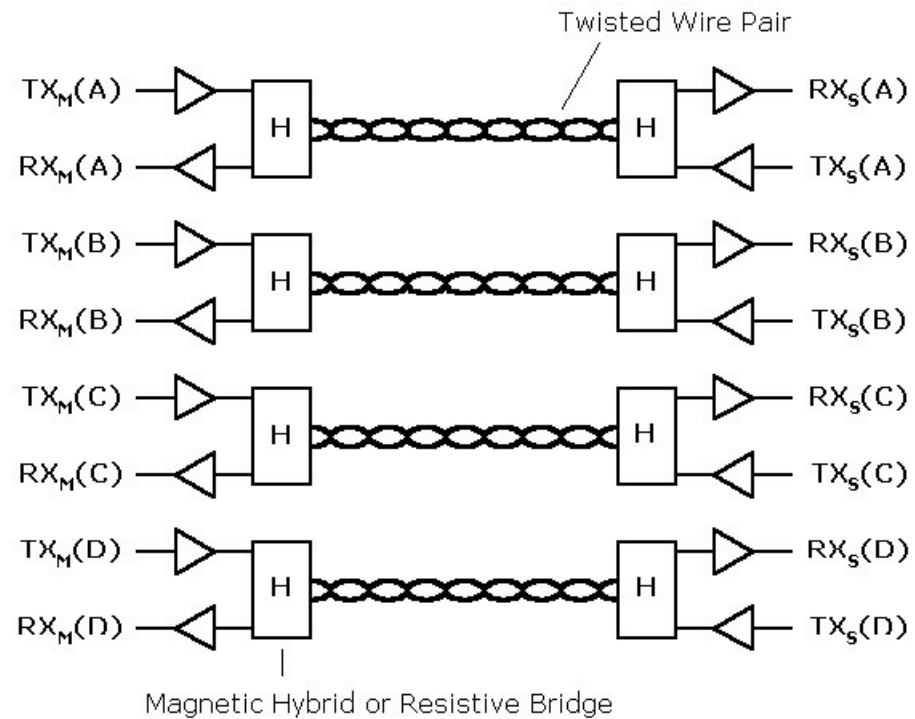 Twisted Wire Pair
TXM(A) H H RXS(A)
RXM(A) TXS(A)
TXM(B) H H RXS(B)
RXM(B) TXS(B)
TXM(C) H H RXS(C)
RXM(C) TXS(C)
TXM(D) H H RXS(D)
RXM(D) TXS(D)
Magnetic Hybrid or Resistive Bridge